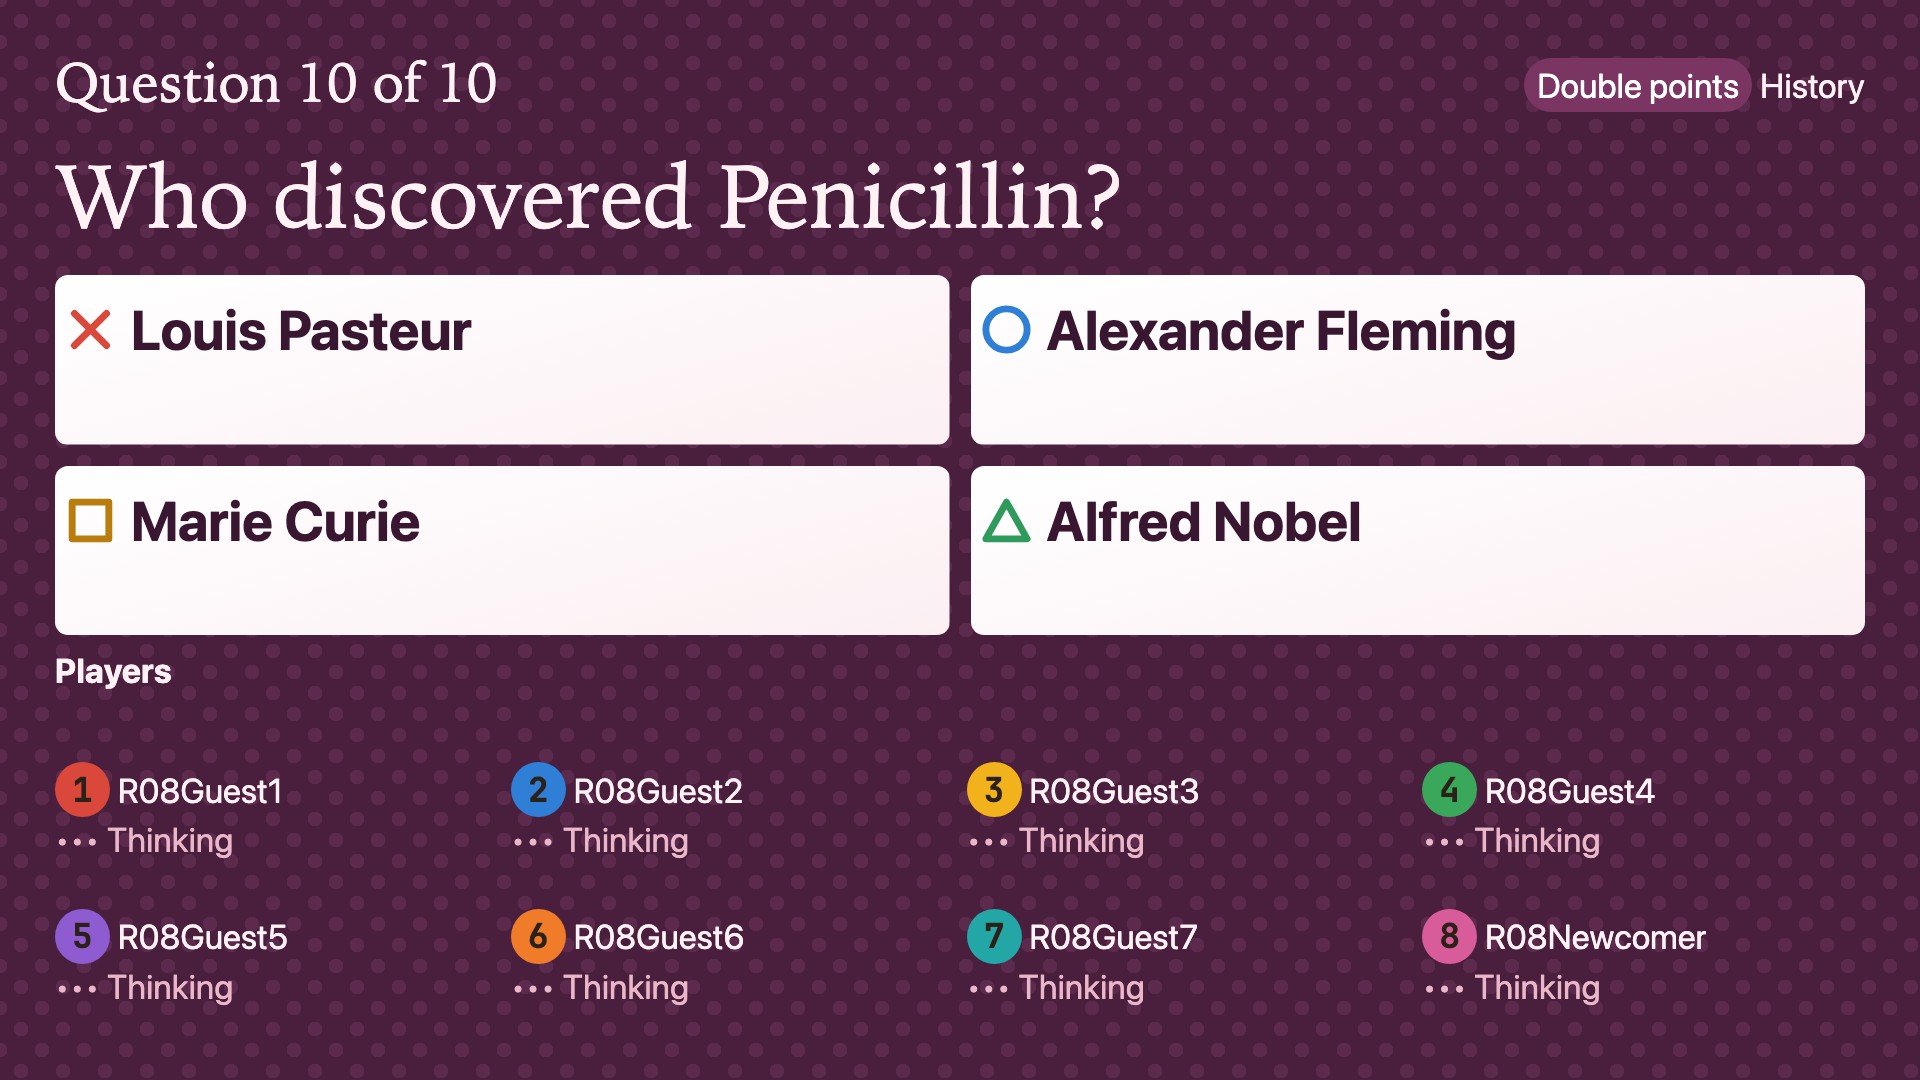 Question 10 of 10
Double points History
Who discovered Penicillin?
Louis Pasteur
Alexander Fleming
Marie Curie
Alfred Nobel
Players
1 R08Guest1
... Thinking
2 R08Guest2
... Thinking
3 R08Guest3
... Thinking
4 R08Guest4
... Thinking
5 R08Guest5
... Thinking
6 R08Guest6
... Thinking
7 R08Guest7
... Thinking
8 R08Newcomer
... Thinking